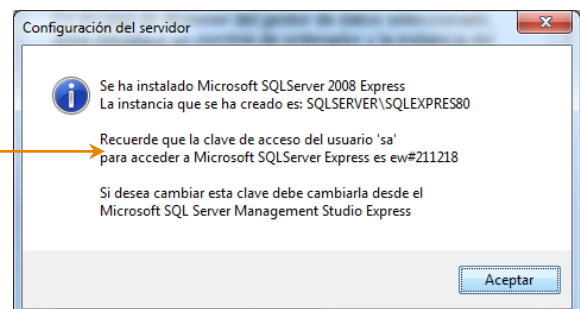 Configuración del servidor
Se ha instalado Microsoft SQLServer 2008 Express
La instancia que se ha creado es: SQLSERVER\SQLEXPRES80
Recuerde que la clave de acceso del usuario 'sa'
para acceder a Microsoft SQLServer Express es ew#211218
Si desea cambiar esta clave debe cambiarla desde el
Microsoft SQL Server Management Studio Express
Aceptar